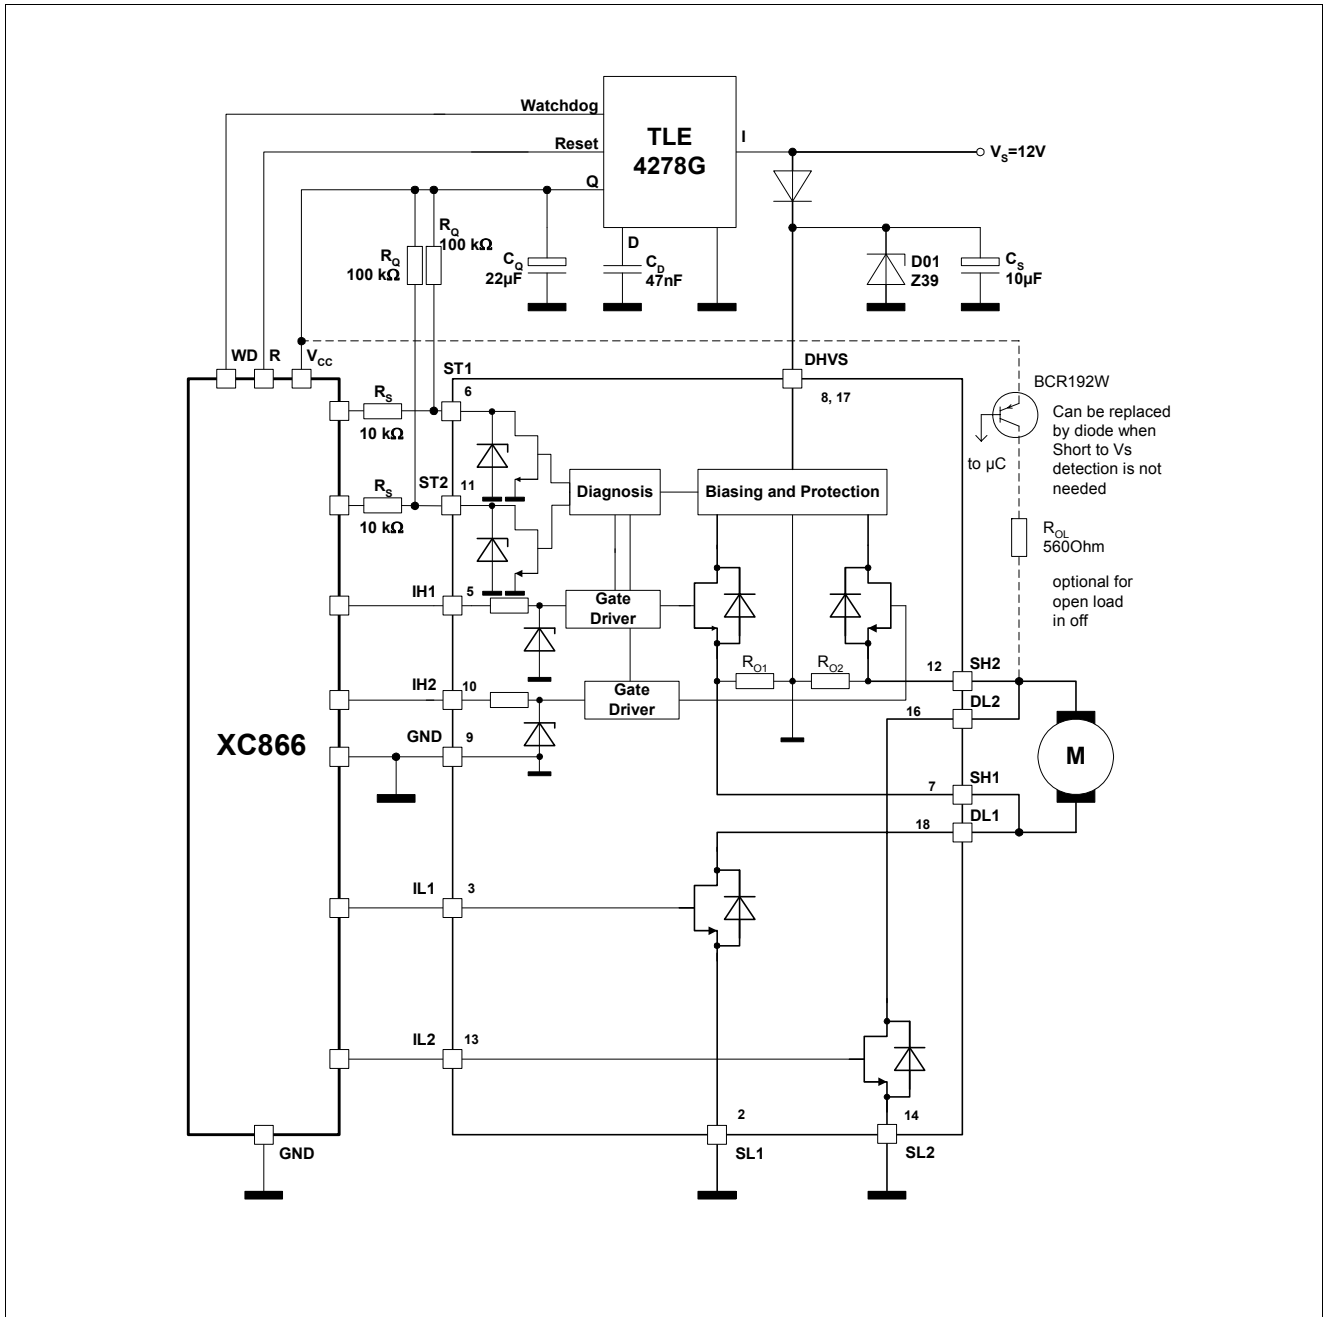 Watchdog
TLE
4278G
I
Reset
V_S=12V
Q
R_Q
100 kΩ
R_Q
100 kΩ
D
C_Q
22µF
C_D
47nF
D01
Z39
C_S
10µF
WD
R
V_CC
ST1
DHVS
6
8, 17
BCR192W
R_S
10 kΩ
Can be replaced
by diode when
Short to Vs
detection is not
needed
to µC
ST2
11
R_S
10 kΩ
Diagnosis
Biasing and Protection
R_OL
560Ohm
optional for
open load
in off
IH1
5
Gate
Driver
R_O1
R_O2
12
SH2
IH2
10
Gate
Driver
DL2
16
XC866
GND
9
M
SH1
7
DL1
18
IL1
3
IL2
13
2
14
GND
SL1
SL2